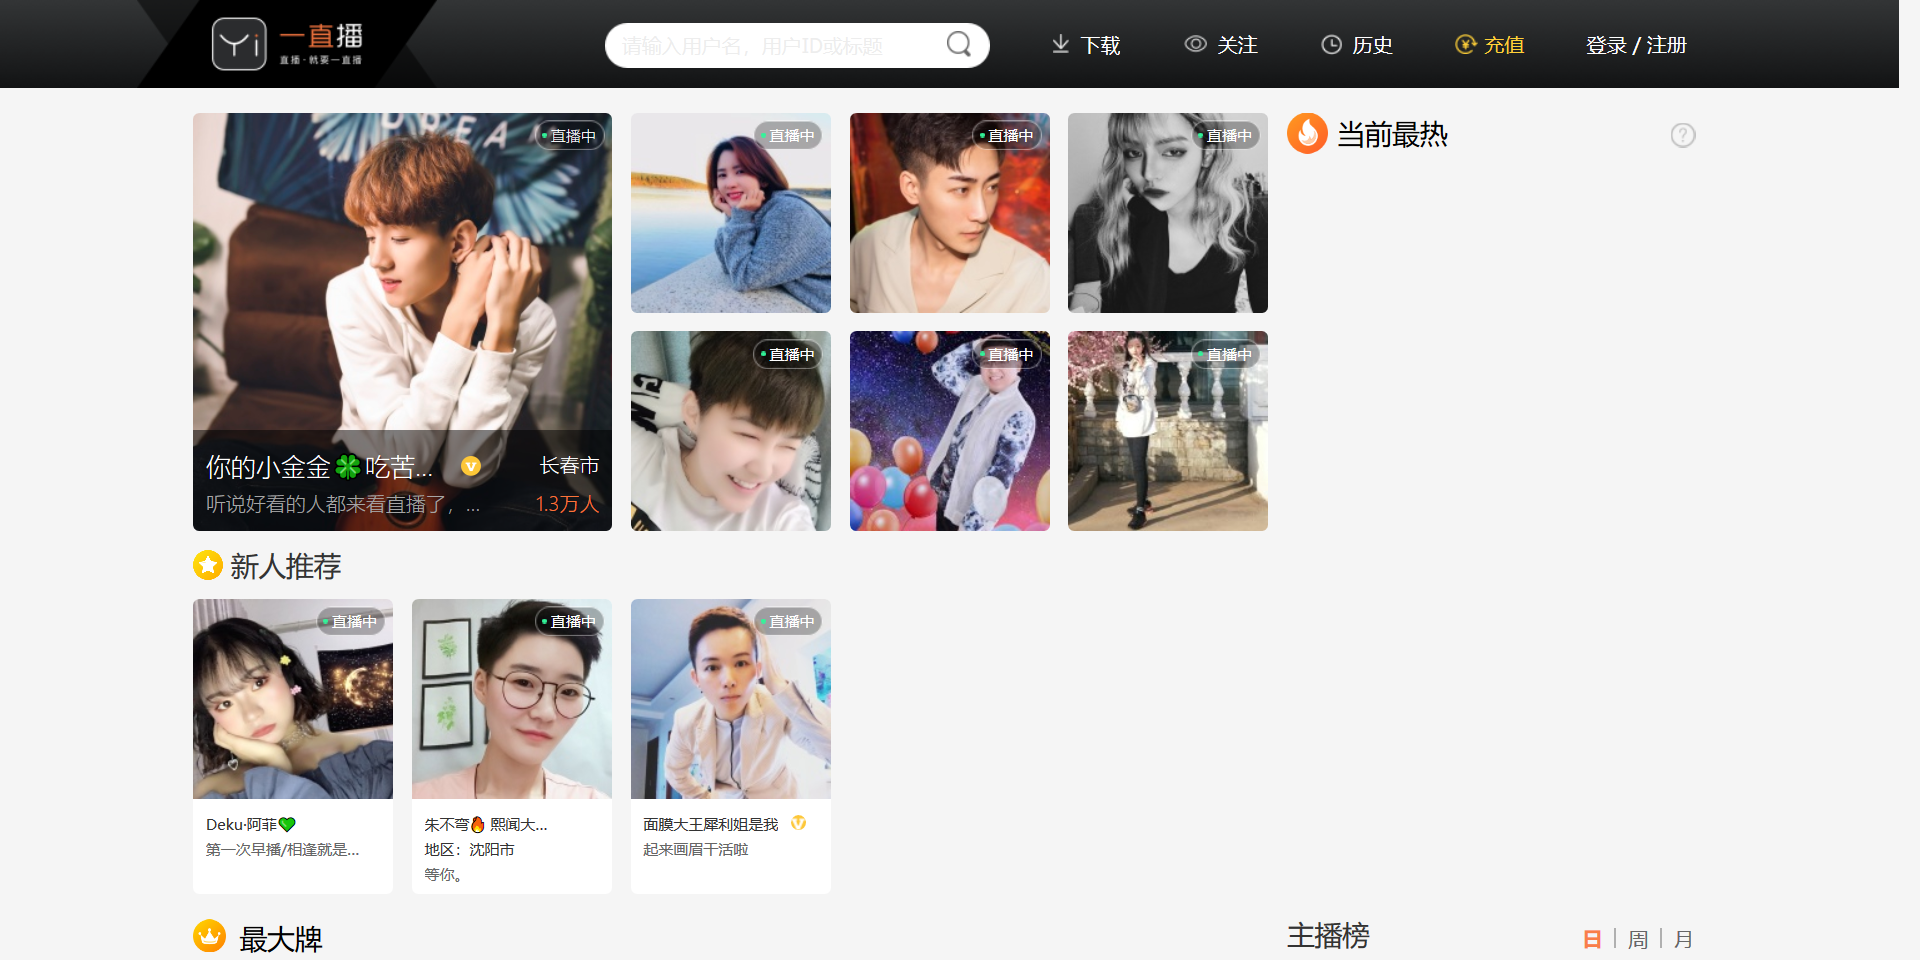 一直播
直播·就要一直播
请输入用户名，用户ID或标题
下载
关注
历史
充值
登录 / 注册
直播中
直播中
直播中
直播中
当前最热
DREA
你的小金金🍀吃苦...
长春市
听说好看的人都来看直播了，...
1.3万人
直播中
直播中
直播中
新人推荐
直播中
直播中
直播中
Deku·阿菲💚
第一次早播/相逢就是...
朱不弯🔥 熙闻大...
地区：沈阳市
等你。
面膜大王犀利姐是我
起来画眉干活啦
最大牌
主播榜
日 | 周 | 月